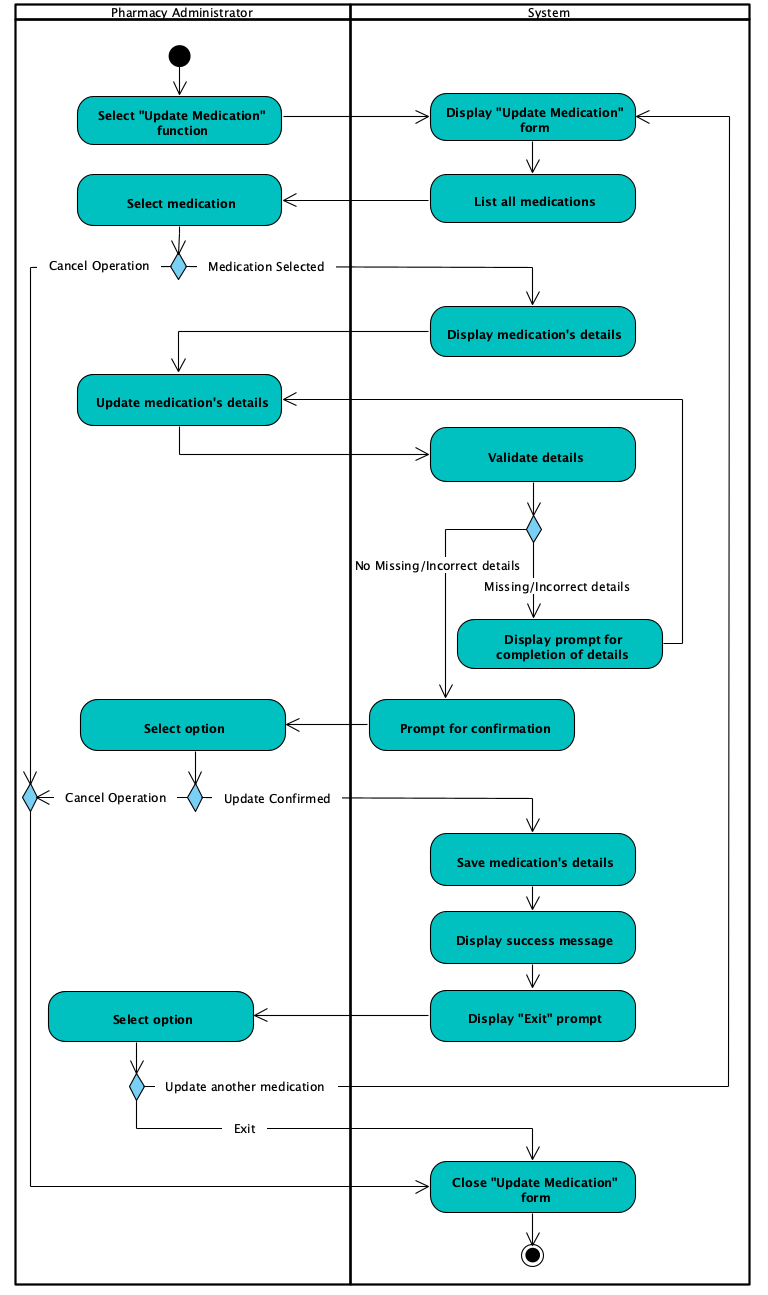 Pharmacy Administrator
System
Select "Update Medication"
function
Display "Update Medication"
form
Select medication
List all medications
Cancel Operation
Medication Selected
Display medication's details
Update medication's details
Validate details
No Missing/Incorrect details
Missing/Incorrect details
Display prompt for
completion of details
Select option
Prompt for confirmation
Cancel Operation
Update Confirmed
Save medication's details
Display success message
Select option
Display "Exit" prompt
Update another medication
Exit
Close "Update Medication"
form